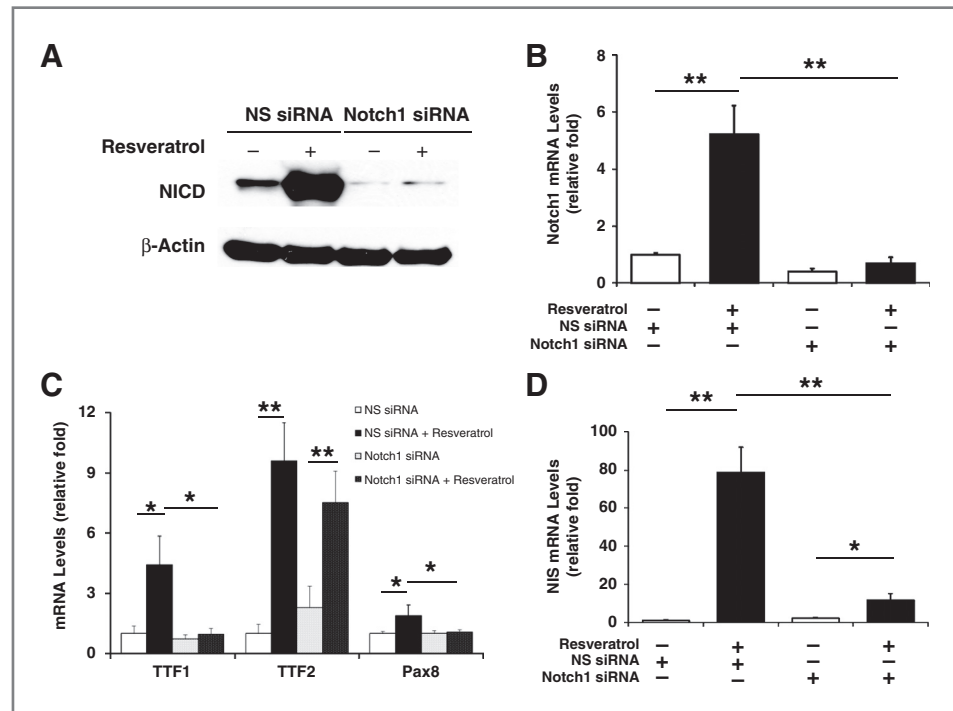 A
NS siRNA Notch1 siRNA
Resveratrol − + − +
NICD
β-Actin
B
Notch1 mRNA Levels
(relative fold)
8
6
4
2
0
** **
Resveratrol − + − +
NS siRNA + + − −
Notch1 siRNA − − + +
C
mRNA Levels (relative fold)
12
9
6
3
0
NS siRNA
NS siRNA + Resveratrol
Notch1 siRNA
Notch1 siRNA + Resveratrol
* *
** **
* *
TTF1 TTF2 Pax8
D
NIS mRNA Levels
(relative fold)
100
80
60
40
20
0
** **
*
Resveratrol − + − +
NS siRNA + + − −
Notch1 siRNA − − + +